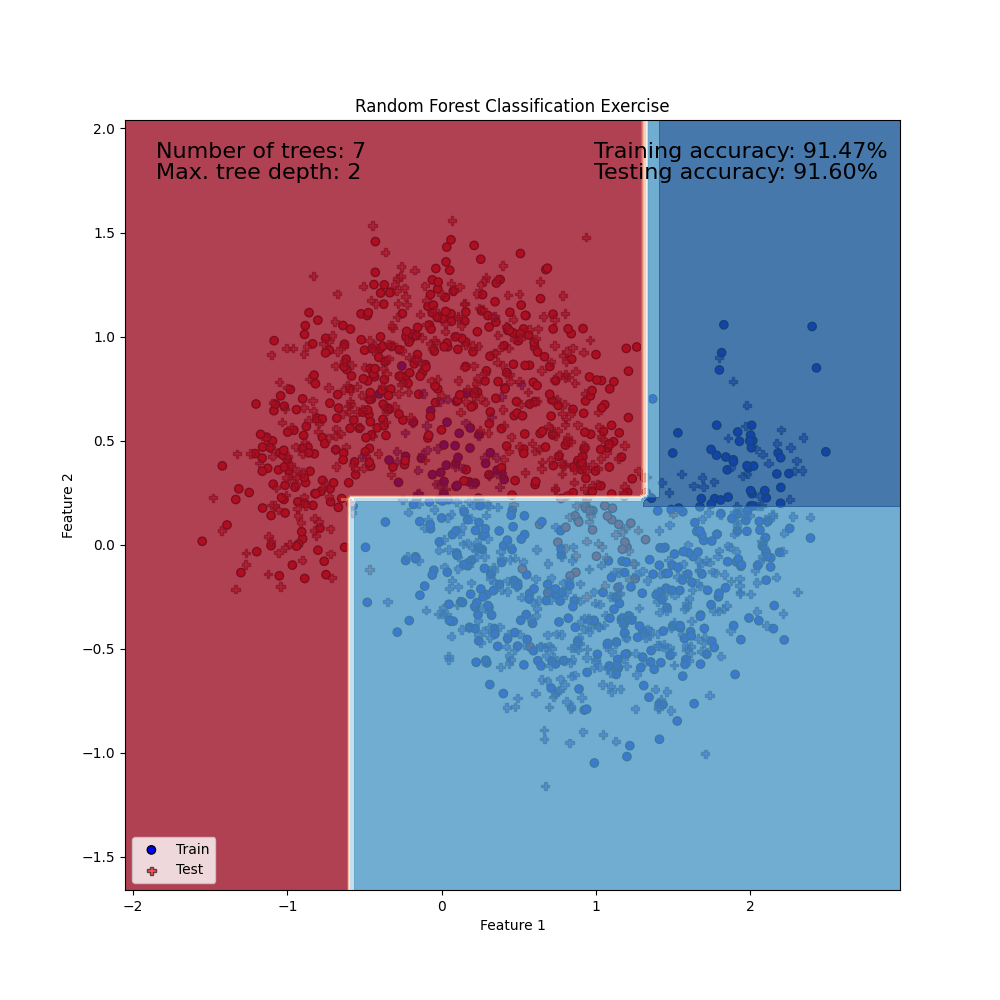 Random Forest Classification Exercise
Number of trees: 7
Max. tree depth: 2
Training accuracy: 91.47%
Testing accuracy: 91.60%
2.0
1.5
1.0
0.5
0.0
−0.5
−1.0
−1.5
Feature 2
Train
Test
−2
−1
0
1
2
Feature 1